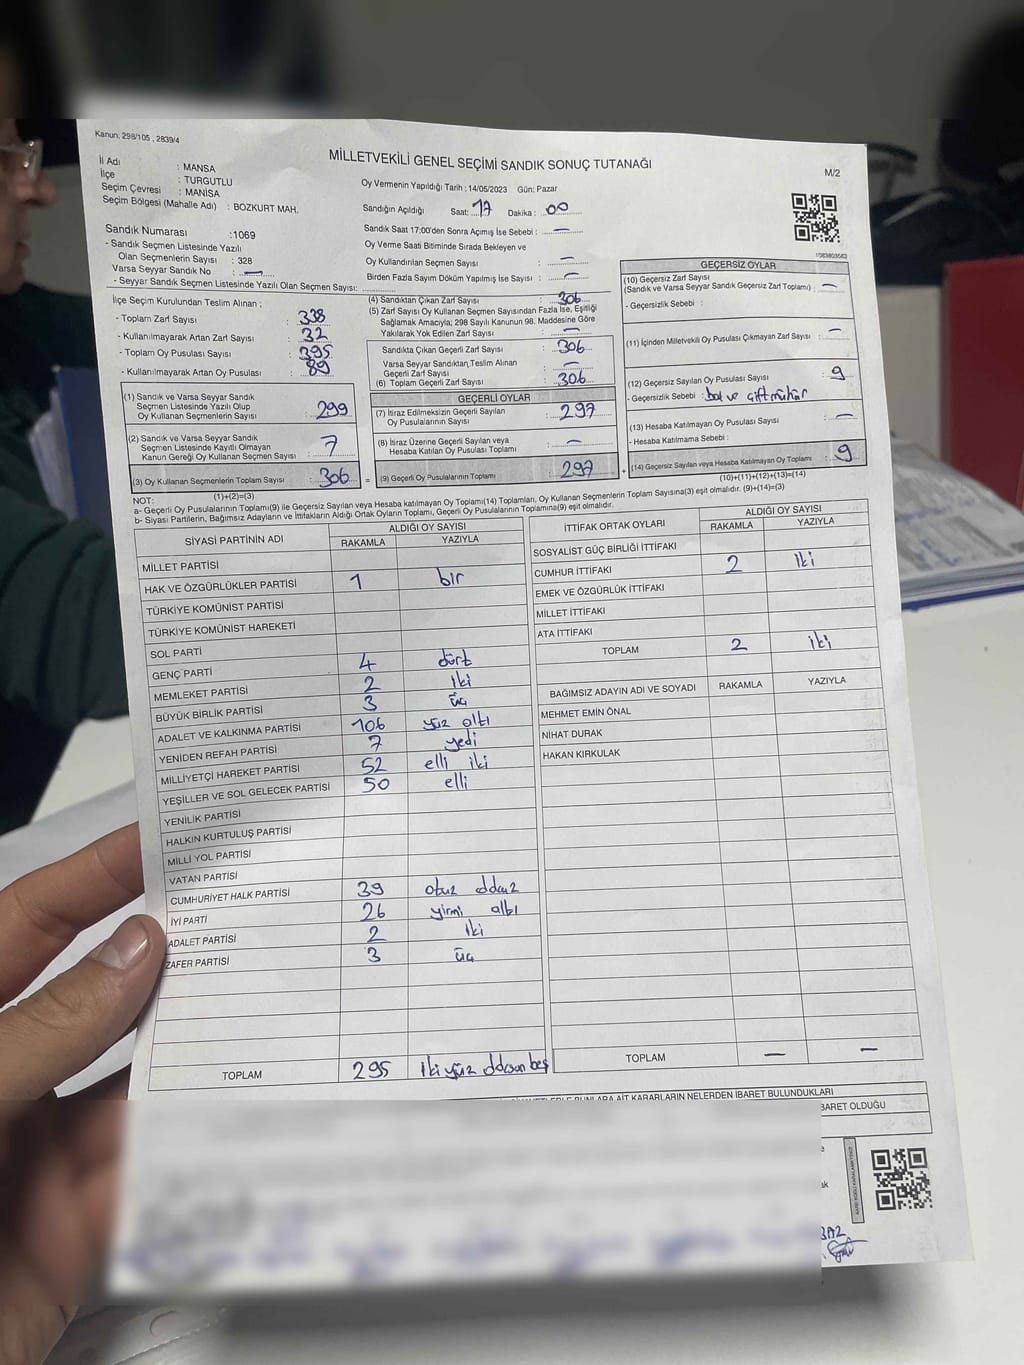 Kanun, 298/105 , 2839/4
MİLLETVEKİLİ GENEL SEÇİMİ SANDIK SONUÇ TUTANAĞI
M/2
İl Adı : MANSA
İlçe : TURGUTLU
Seçim Çevresi : MANİSA
Seçim Bölgesi (Mahalle Adı) : BOZKURT MAH.
Oy Vermenin Yapıldığı Tarih : 14/05/2023 Gün: Pazar
Sandığın Açıldığı Saat: 17 Dakika : 00
Sandık Saat 17:00'den Sonra Açımış İse Sebebi : —
Oy Verme Saati Bitiminde Sırada Bekleyen ve
Oy Kullandırılan Seçmen Sayısı : —
Birden Fazla Sayım Döküm Yapılmış İse Sayısı : —
Sandık Numarası :1069
- Sandık Seçmen Listesinde Yazılı
Olan Seçmenlerin Sayısı : 328
Varsa Seyyar Sandık No : —
- Seyyar Sandık Seçmen Listesinde Yazılı Olan Seçmen Sayısı:
İlçe Seçim Kurulundan Teslim Alınan ;
- Toplam Zarf Sayısı : 338
- Kullanılmayarak Artan Zarf Sayısı : 32
- Toplam Oy Pusulası Sayısı : 395
- Kullanılmayarak Artan Oy Pusulası : 89
(1) Sandık ve Varsa Seyyar Sandık
Seçmen Listesinde Yazılı Olup
Oy Kullanan Seçmenlerin Sayısı : 299
(2) Sandık ve Varsa Seyyar Sandık
Seçmen Listesinde Kayıtlı Olmayan
Kanun Gereği Oy Kullanan Seçmen Sayısı : 7
(3) Oy Kullanan Seçmenlerin Toplam Sayısı : 306
(1)+(2)=(3)
(4) Sandıktan Çıkan Zarf Sayısı : 306
(5) Zarf Sayısı Oy Kullanan Seçmen Sayısından Fazla İse, Eşitliği
Sağlamak Amacıyla; 298 Sayılı Kanunun 98. Maddesine Göre
Yakılarak Yok Edilen Zarf Sayısı : —
Sandıkta Çıkan Geçerli Zarf Sayısı : 306
Varsa Seyyar Sandıktan Teslim Alınan
Geçerli Zarf Sayısı : —
(6) Toplam Geçerli Zarf Sayısı : 306
GEÇERLİ OYLAR
(7) İtiraz Edilmeksizin Geçerli Sayılan
Oy Pusulalarının Sayısı : 297
(8) İtiraz Üzerine Geçerli Sayılan veya
Hesaba Katılan Oy Pusulası Toplamı : —
= (9) Geçerli Oy Pusulalarının Toplamı : 297 +
1083803583
GEÇERSİZ OYLAR
(10) Geçersiz Zarf Sayısı
(Sandık ve Varsa Seyyar Sandık Geçersiz Zarf Toplamı) : —
- Geçersizlik Sebebi :
(11) İçinden Milletvekili Oy Pusulası Çıkmayan Zarf Sayısı : —
(12) Geçersiz Sayılan Oy Pusulası Sayısı : 9
- Geçersizlik Sebebi : bot ve çift mühür
(13) Hesaba Katılmayan Oy Pusulası Sayısı : —
- Hesaba Katılmama Sebebi :
(14) Geçersiz Sayılan veya Hesaba Katılmayan Oy Toplamı : 9
(10)+(11)+(12)+(13)=(14)
NOT:
a- Geçerli Oy Pusulalarının Toplamı(9) ile Geçersiz Sayılan veya Hesaba katılmayan Oy Toplamı(14) Toplamları, Oy Kullanan Seçmenlerin Toplam Sayısına(3) eşit olmalıdır. (9)+(14)=(3)
b- Siyasi Partilerin, Bağımsız Adayların ve İttifakların Aldığı Ortak Oyların Toplamı, Geçerli Oy Pusulalarının Toplamına(9) eşit olmalıdır.
SİYASİ PARTİNİN ADI
ALDIĞI OY SAYISI
RAKAMLA YAZIYLA
MİLLET PARTİSİ
HAK VE ÖZGÜRLÜKLER PARTİSİ 1 bir
TÜRKİYE KOMÜNİST PARTİSİ
TÜRKİYE KOMÜNİST HAREKETİ
SOL PARTİ
GENÇ PARTİ 4 dört
MEMLEKET PARTİSİ 2 iki
BÜYÜK BİRLİK PARTİSİ 3 üç
ADALET VE KALKINMA PARTİSİ 106 yüz altı
YENİDEN REFAH PARTİSİ 7 yedi
MİLLİYETÇİ HAREKET PARTİSİ 52 elli iki
YEŞİLLER VE SOL GELECEK PARTİSİ 50 elli
YENİLİK PARTİSİ
HALKIN KURTULUŞ PARTİSİ
MİLLİ YOL PARTİSİ
VATAN PARTİSİ
CUMHURİYET HALK PARTİSİ 39 otuz dokuz
İYİ PARTİ 26 yirmi altı
ADALET PARTİSİ 2 iki
ZAFER PARTİSİ 3 üç
TOPLAM 295 iki yüz doksan beş
İTTİFAK ORTAK OYLARI
ALDIĞI OY SAYISI
RAKAMLA YAZIYLA
SOSYALİST GÜÇ BİRLİĞİ İTTİFAKI
CUMHUR İTTİFAKI 2 iki
EMEK VE ÖZGÜRLÜK İTTİFAKI
MİLLET İTTİFAKI
ATA İTTİFAKI
TOPLAM 2 iki
BAĞIMSIZ ADAYIN ADI VE SOYADI RAKAMLA YAZIYLA
MEHMET EMİN ÖNAL
NİHAT DURAK
HAKAN KIRKULAK
TOPLAM — —
BUNLARA AİT KARARLARIN NELERDEN İBARET BULUNDUKLARI
BARET OLDUĞU